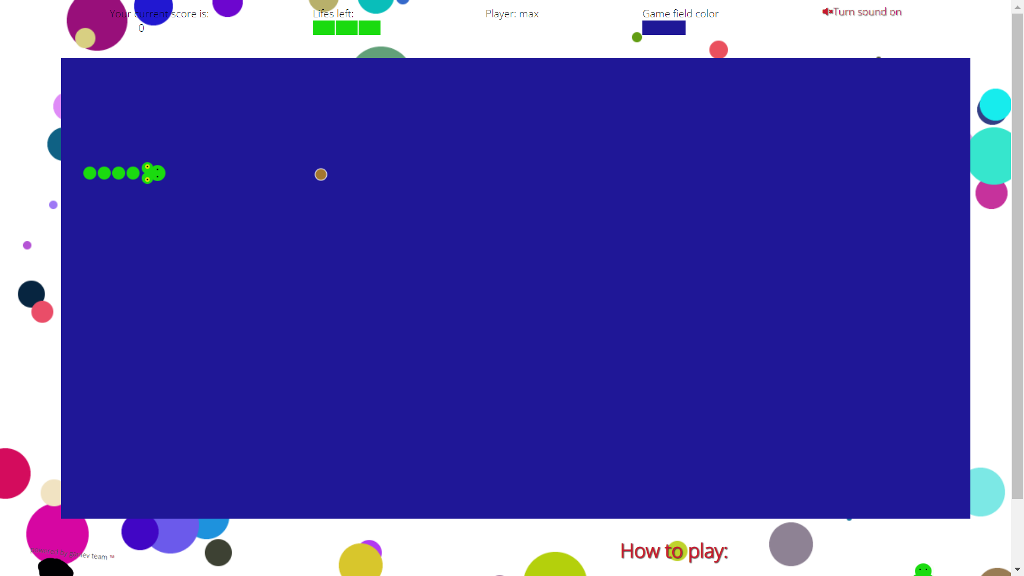 Your current score is:
0
Lifes left:
Player: max
Game field color
Turn sound on
How to play:
team ™